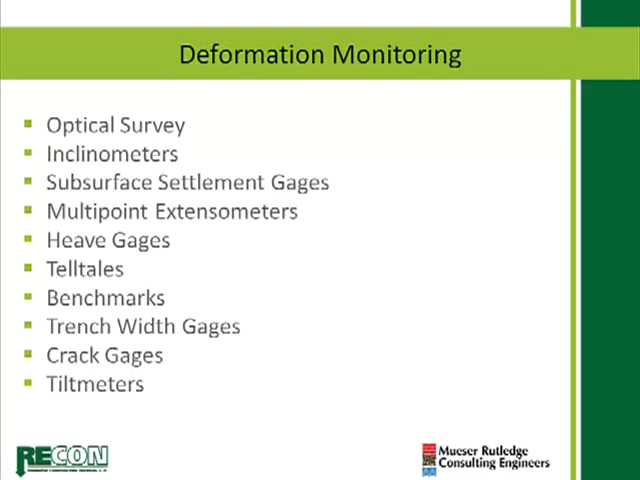 Deformation Monitoring
Optical Survey
Inclinometers
Subsurface Settlement Gages
Multipoint Extensometers
Heave Gages
Telltales
Benchmarks
Trench Width Gages
Crack Gages
Tiltmeters
RECON
Mueser Rutledge
Consulting Engineers